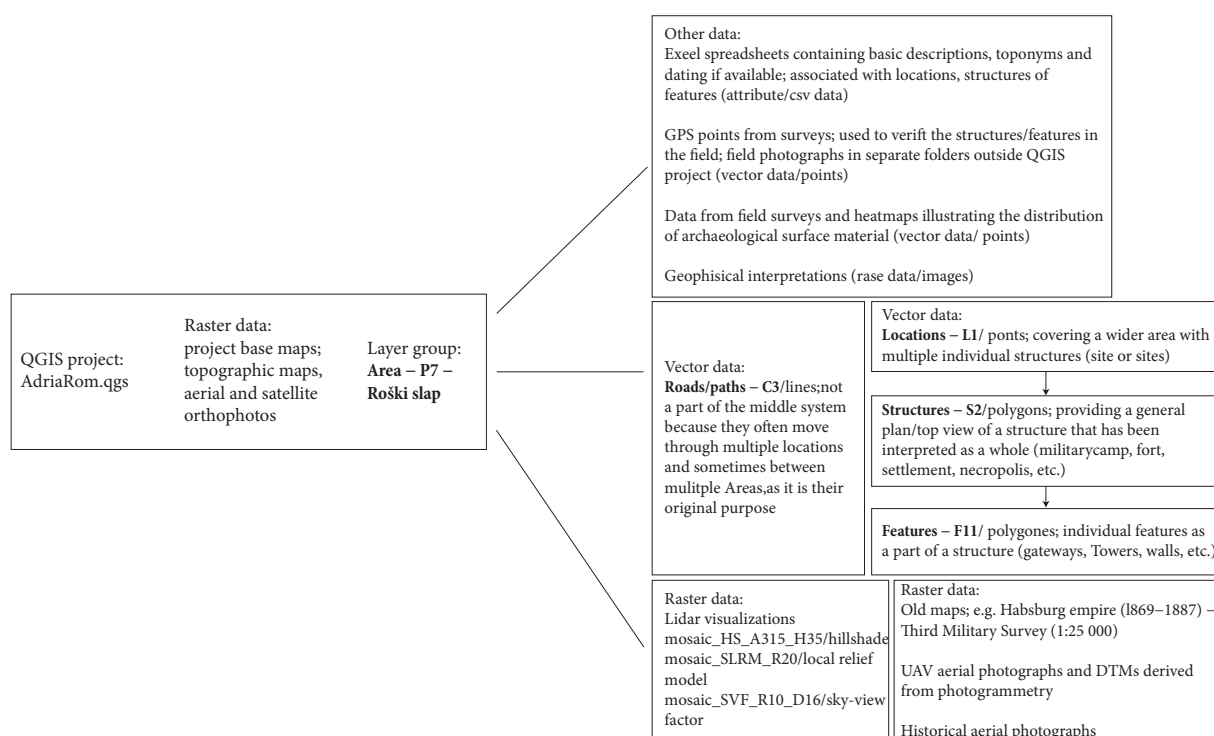 QGIS project:
AdriaRom.qgs
Raster data:
project base maps;
topographic maps,
aerial and satellite
orthophotos
Layer group:
Area – P7 –
Roški slap
Other data:
Exeel spreadsheets containing basic descriptions, toponyms and
dating if available; associated with locations, structures of
features (attribute/csv data)
GPS points from surveys; used to verift the structures/features in
the field; field photographs in separate folders outside QGIS
project (vector data/points)
Data from field surveys and heatmaps illustrating the distribution
of archaeological surface material (vector data/ points)
Geophisical interpretations (rase data/images)
Vector data:
Roads/paths – C3/lines;not
a part of the middle system
because they often move
through multiple locations
and sometimes between
mulitple Areas,as it is their
original purpose
Vector data:
Locations – L1/ ponts; covering a wider area with
multiple individual structures (site or sites)
Structures – S2/polygons; providing a general
plan/top view of a structure that has been
interpreted as a whole (militarycamp, fort,
settlement, necropolis, etc.)
Features – F11/ polygones; individual features as
a part of a structure (gateways, Towers, walls, etc.)
Raster data:
Lidar visualizations
mosaic_HS_A315_H35/hillshade
mosaic_SLRM_R20/local relief
model
mosaic_SVF_R10_D16/sky-view
factor
Raster data:
Old maps; e.g. Habsburg empire (l869–1887) –
Third Military Survey (1:25 000)
UAV aerial photographs and DTMs derived
from photogrammetry
Historical aerial photographs